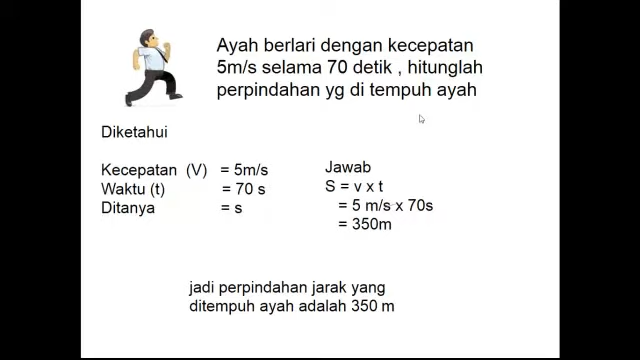 Ayah berlari dengan kecepatan
5m/s selama 70 detik , hitunglah
perpindahan yg di tempuh ayah
Diketahui
Kecepatan (V) = 5m/s
Waktu (t) = 70 s
Ditanya = s
Jawab
S = v x t
= 5 m/s x 70s
= 350m
jadi perpindahan jarak yang
ditempuh ayah adalah 350 m